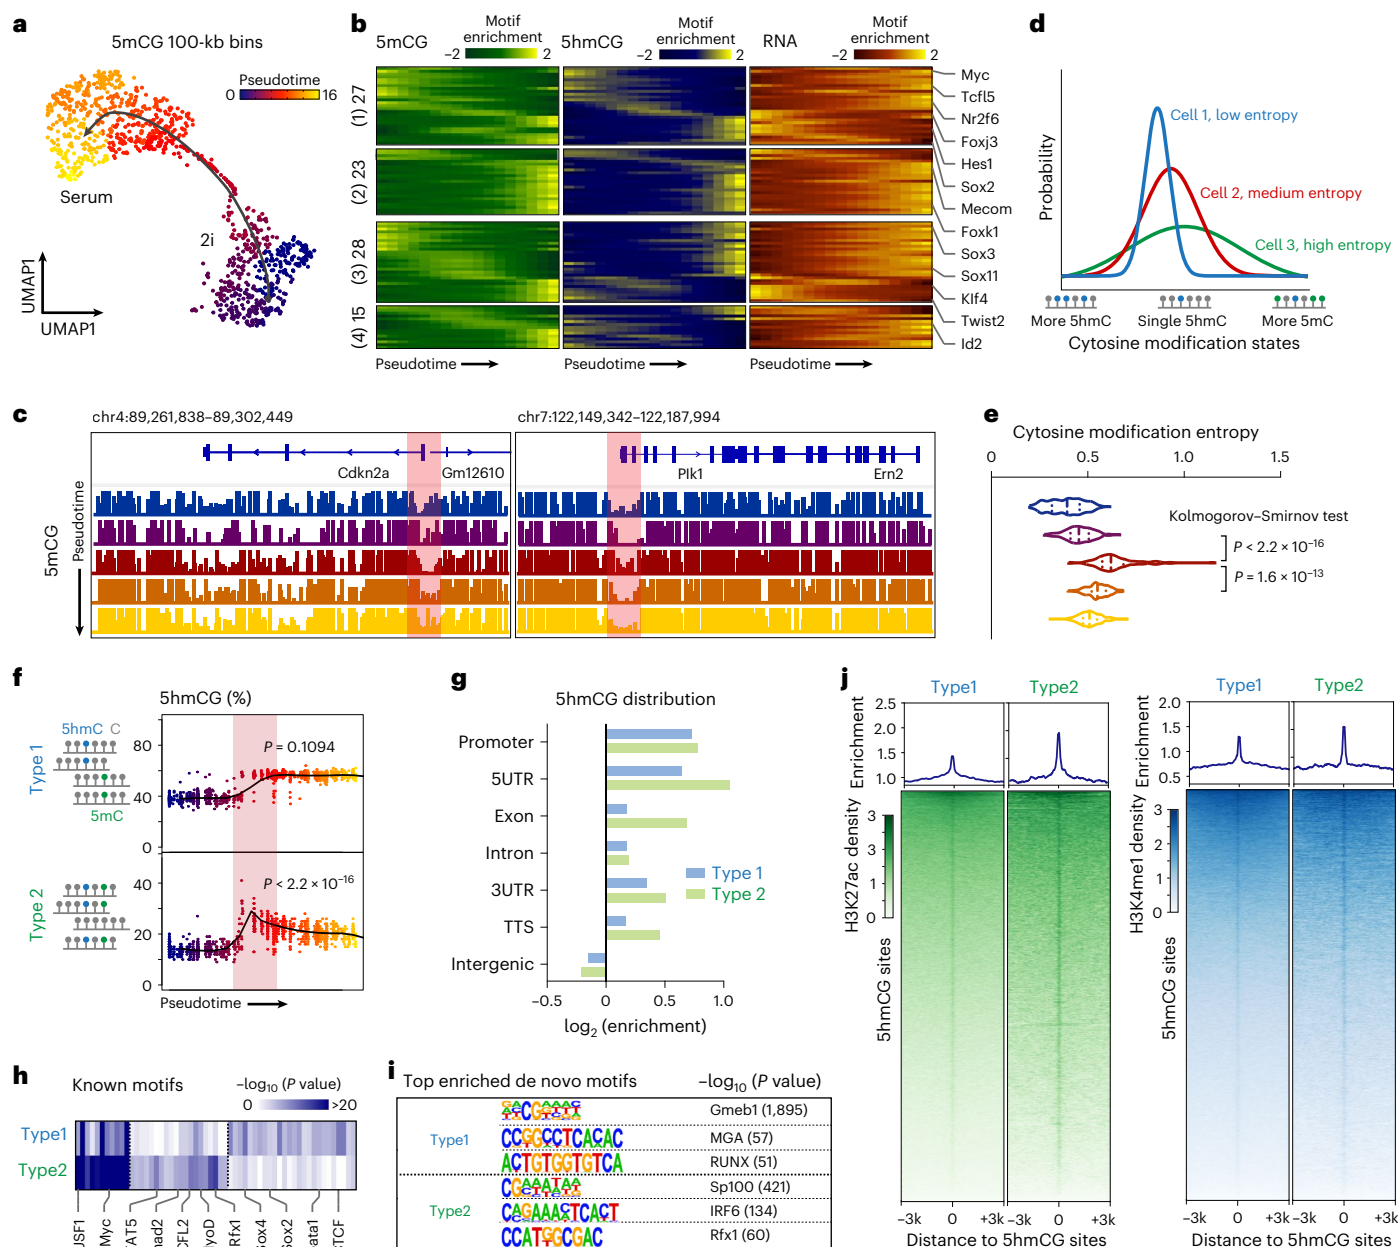 a
5mCG 100-kb bins
Pseudotime
0
16
Serum
2i
UMAP1
UMAP1
b
5mCG
Motif
enrichment
−2
2
5hmCG
Motif
enrichment
−2
2
RNA
Motif
enrichment
−2
2
(1) 27
(2) 23
(3) 28
(4) 15
Myc
Tcfl5
Nr2f6
Foxj3
Hes1
Sox2
Mecom
Foxk1
Sox3
Sox11
Klf4
Twist2
Id2
Pseudotime
Pseudotime
Pseudotime
d
Probability
Cell 1, low entropy
Cell 2, medium entropy
Cell 3, high entropy
More 5hmC
Single 5hmC
More 5mC
Cytosine modification states
c
chr4:89,261,838–89,302,449
chr7:122,149,342–122,187,994
Cdkn2a
Gm12610
Plk1
Ern2
5mCG
Pseudotime
e
Cytosine modification entropy
0
0.5
1.0
1.5
Kolmogorov–Smirnov test
P < 2.2 × 10−16
P = 1.6 × 10−13
f
5hmCG (%)
Type 1
5hmC C
5mC
80
40
0
P = 0.1094
Type 2
40
20
0
P < 2.2 × 10−16
Pseudotime
g
5hmCG distribution
Promoter
5UTR
Exon
Intron
3UTR
TTS
Intergenic
Type 1
Type 2
−0.5
0
0.5
1.0
log2 (enrichment)
j
Type1
Type2
Enrichment
2.5
2.0
1.5
1.0
H3K27ac density
3
3
1
0
5hmCG sites
−3k
0
+3k
−3k
0
+3k
Distance to 5hmCG sites
Type1
Type2
Enrichment
2.0
1.5
1.0
0.5
H3K4me1 density
3
2
1
0
5hmCG sites
−3k
0
+3k
−3k
0
+3k
Distance to 5hmCG sites
h
Known motifs
−log10 (P value)
0
>20
Type1
Type2
Myc
Rfx1
Sox2
i
Top enriched de novo motifs
−log10 (P value)
Type1
Gmeb1 (1,895)
CCGGCCTCACAC
MGA (57)
ACTGTGGTGTCA
RUNX (51)
Type2
CGAAATAA
Sp100 (421)
CAGAAACTCACT
IRF6 (134)
CCATGGCGAC
Rfx1 (60)